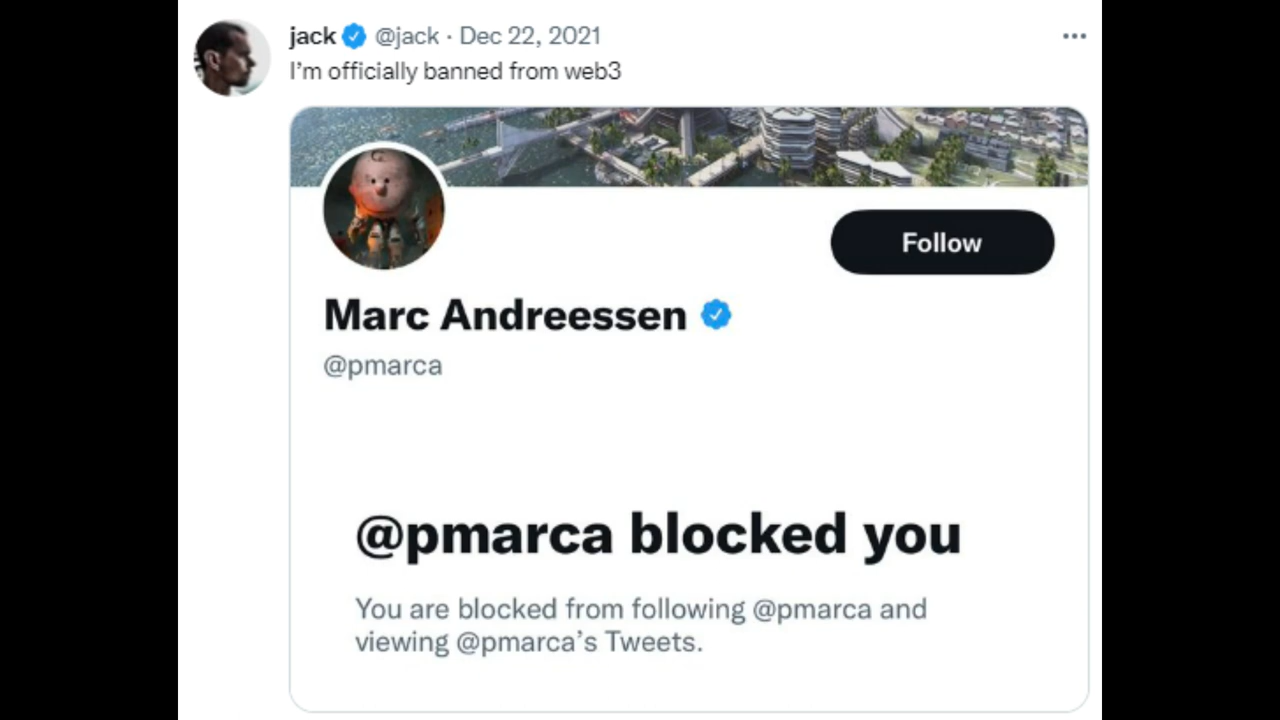 jack @jack · Dec 22, 2021
I’m officially banned from web3
Follow
Marc Andreessen
@pmarca
@pmarca blocked you
You are blocked from following @pmarca and
viewing @pmarca’s Tweets.